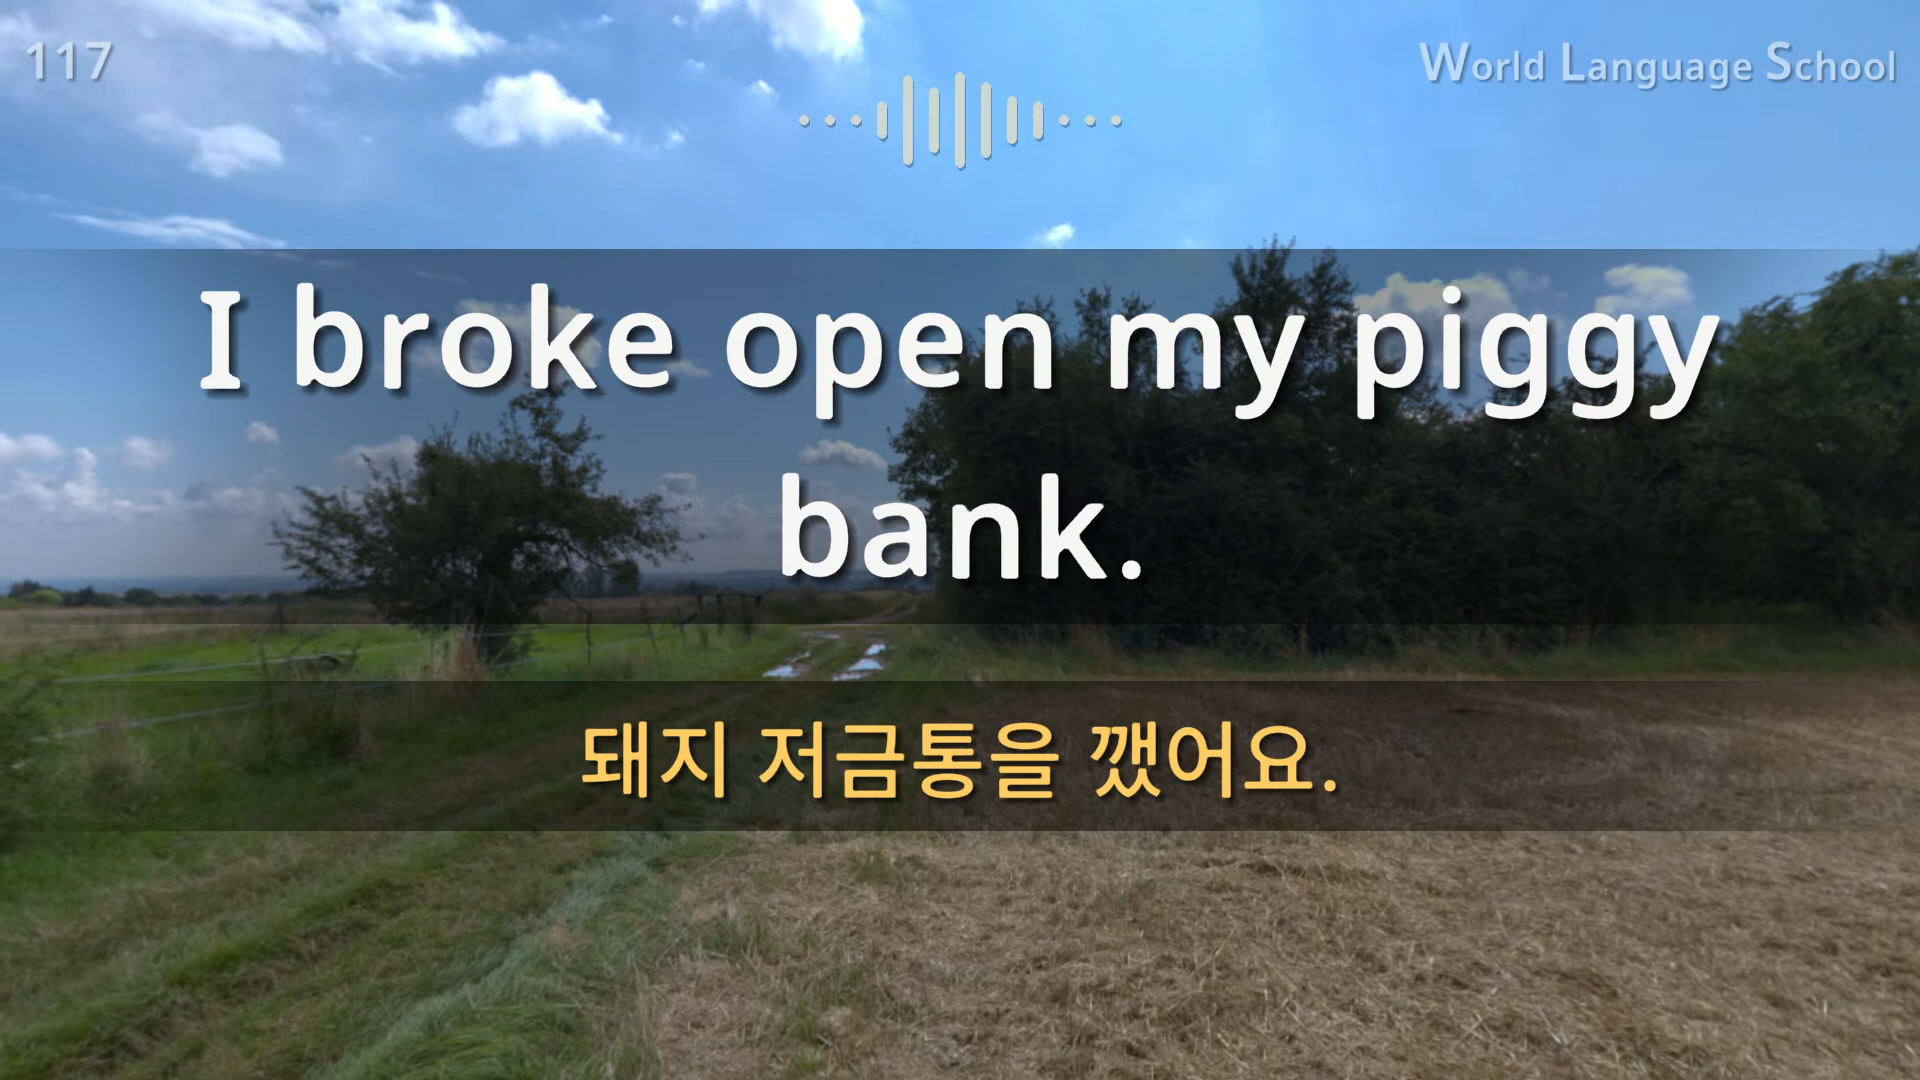 117
World Language School
I broke open my piggy
bank.
돼지 저금통을 깼어요.